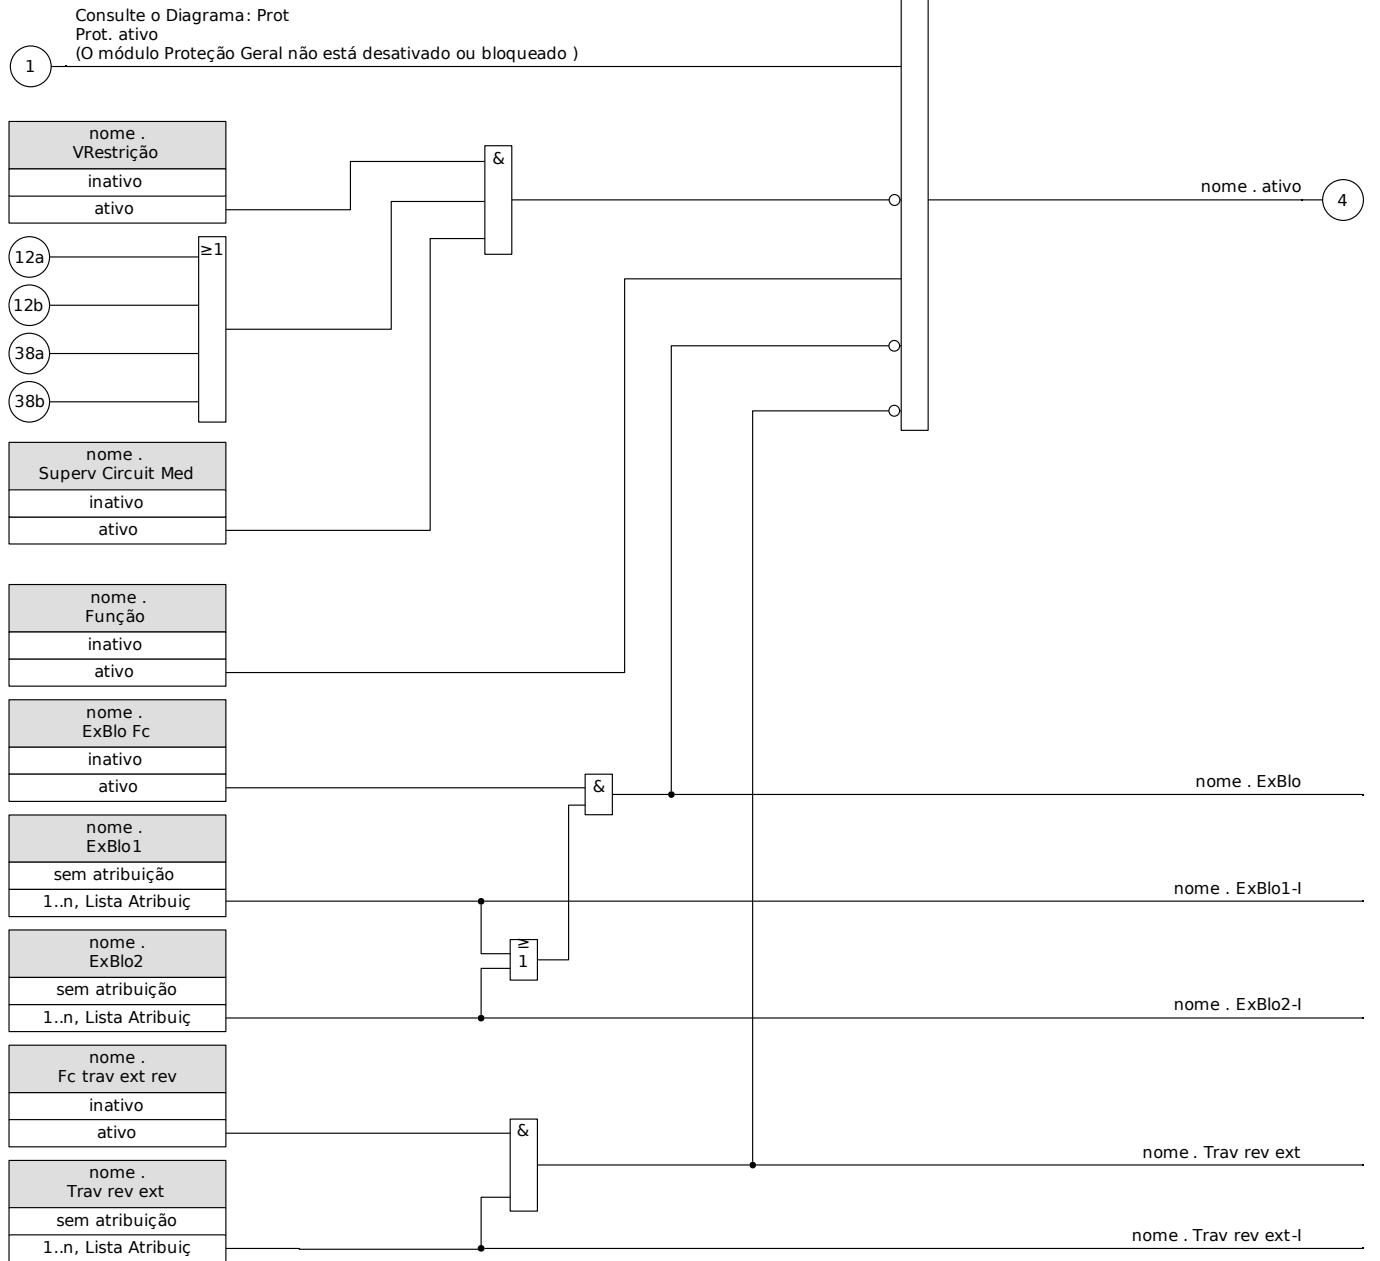 Consulte o Diagrama: Prot
Prot. ativo
(O módulo Proteção Geral não está desativado ou bloqueado )
1
nome .
VRestrição
inativo
ativo
&
nome . ativo
4
12a
≥1
12b
38a
38b
nome .
Superv Circuit Med
inativo
ativo
nome .
Função
inativo
ativo
nome .
ExBlo Fc
inativo
ativo
&
nome . ExBlo
nome .
ExBlo1
sem atribuição
1..n, Lista Atribuiç
nome . ExBlo1-I
nome .
ExBlo2
sem atribuição
1..n, Lista Atribuiç
≥
1
nome . ExBlo2-I
nome .
Fc trav ext rev
inativo
ativo
&
nome . Trav rev ext
nome .
Trav rev ext
sem atribuição
1..n, Lista Atribuiç
nome . Trav rev ext-I